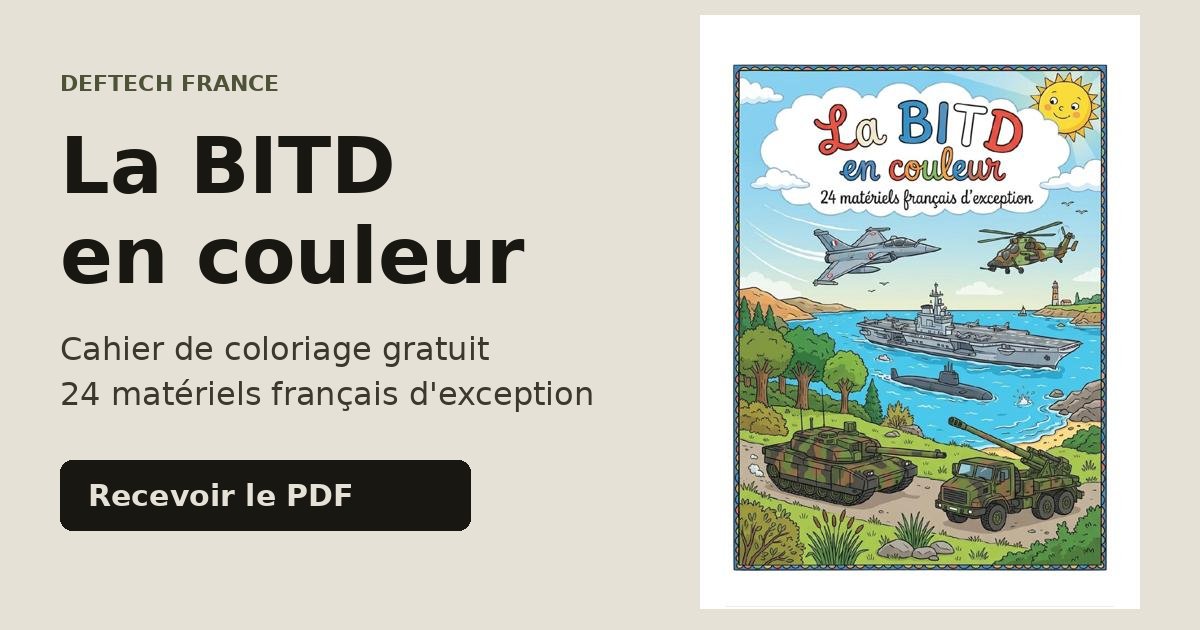 DEFTECH FRANCE
La BITD
en couleur
Cahier de coloriage gratuit
24 matériels français d'exception
Recevoir le PDF
La BITD
en couleur
24 matériels français d'exception